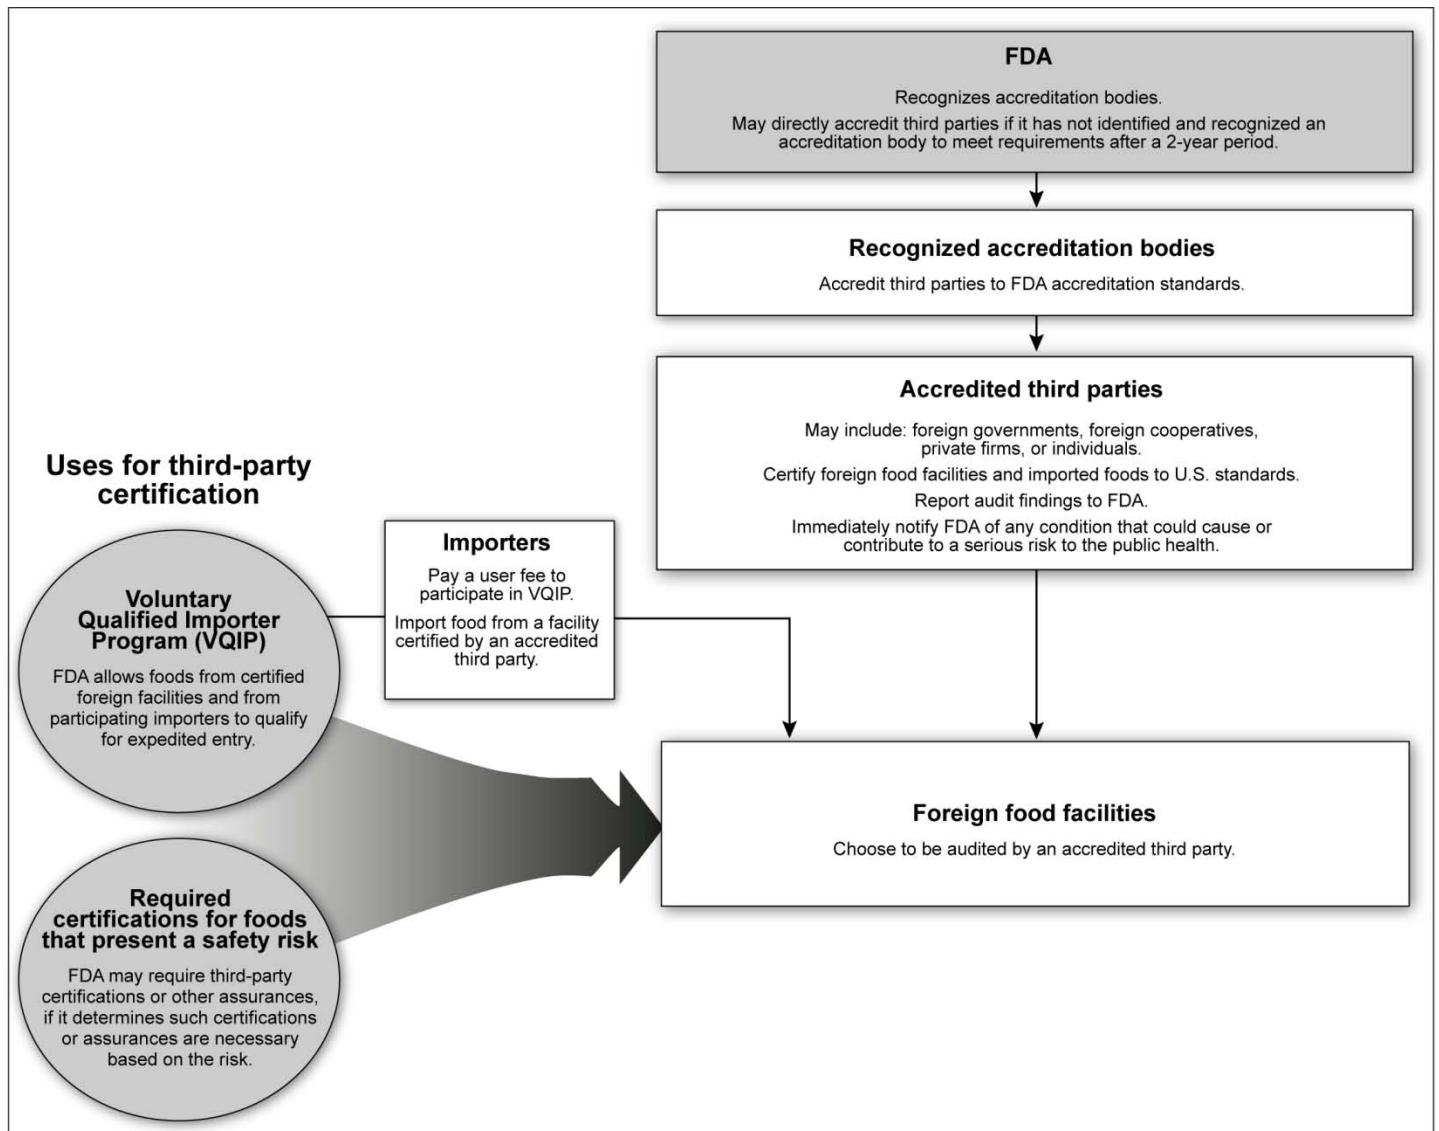 FDA
Recognizes accreditation bodies.
May directly accredit third parties if it has not identified and recognized an
accreditation body to meet requirements after a 2-year period.
Recognized accreditation bodies
Accredit third parties to FDA accreditation standards.
Accredited third parties
May include: foreign governments, foreign cooperatives,
private firms, or individuals.
Certify foreign food facilities and imported foods to U.S. standards.
Report audit findings to FDA.
Immediately notify FDA of any condition that could cause or
contribute to a serious risk to the public health.
Uses for third-party
certification
Voluntary
Qualified Importer
Program (VQIP)
FDA allows foods from certified
foreign facilities and from
participating importers to qualify
for expedited entry.
Importers
Pay a user fee to
participate in VQIP.
Import food from a facility
certified by an accredited
third party.
Foreign food facilities
Choose to be audited by an accredited third party.
Required
certifications for foods
that present a safety risk
FDA may require third-party
certifications or other assurances,
if it determines such certifications
or assurances are necessary
based on the risk.